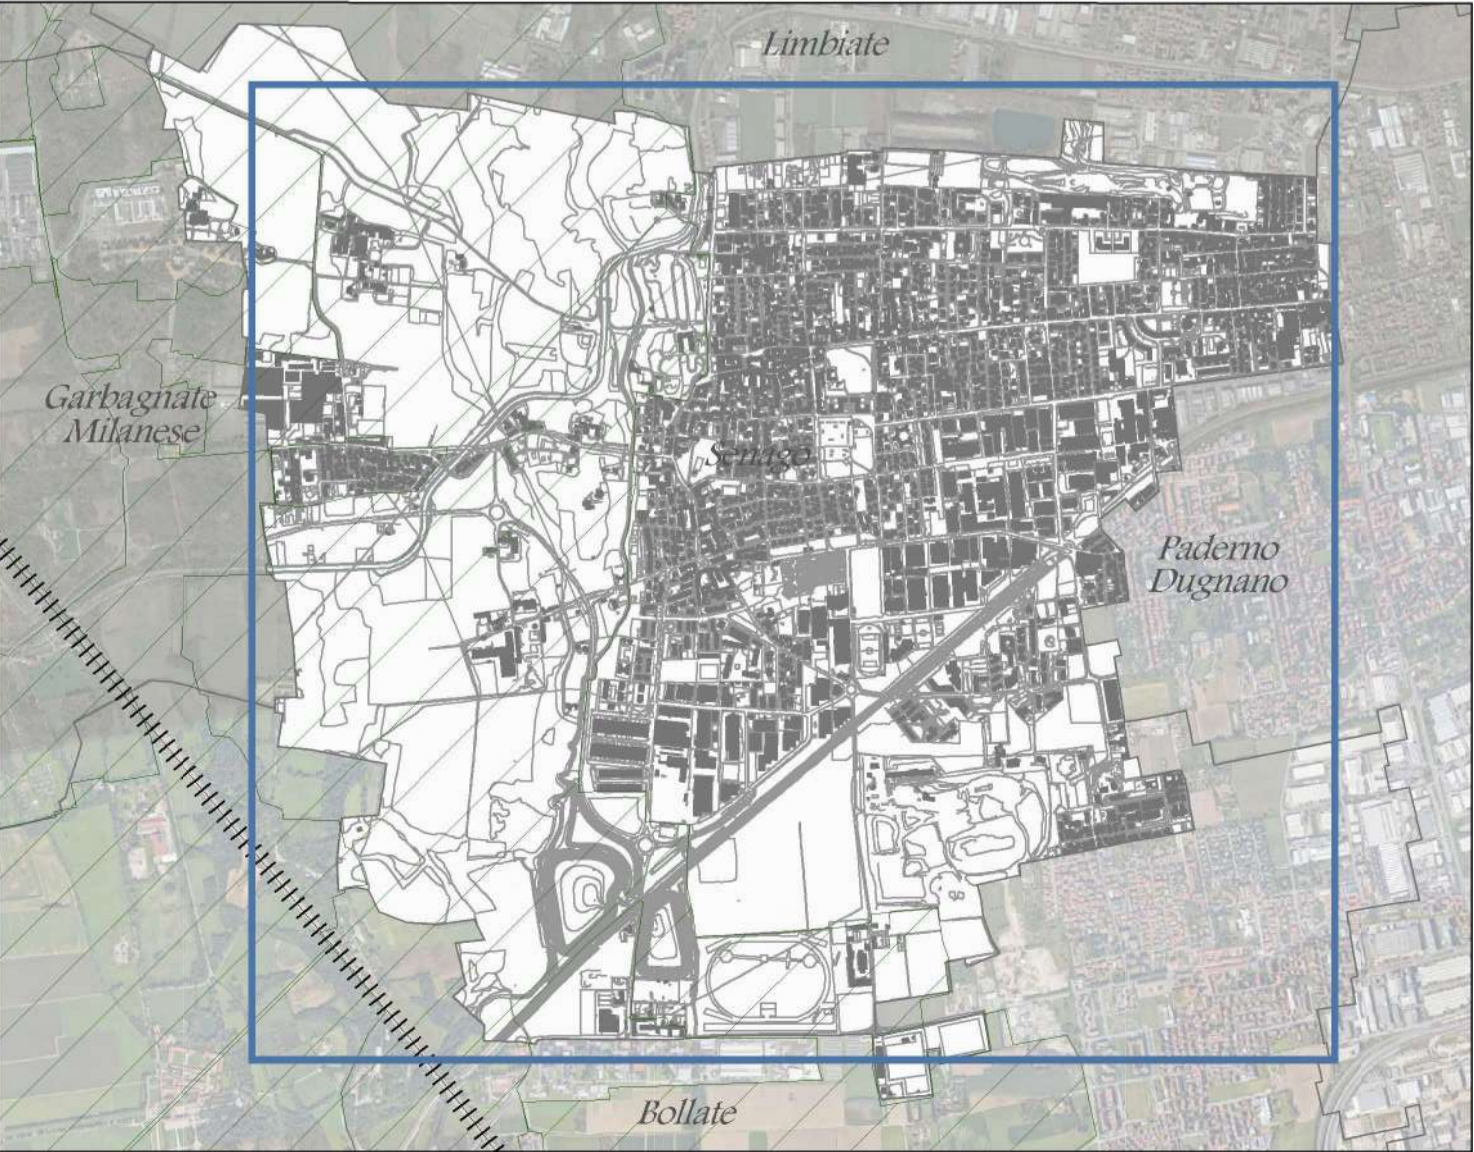 Limbiate
Garbagnate
Milanese
Senago
Paderno
Dugnano
Bollate